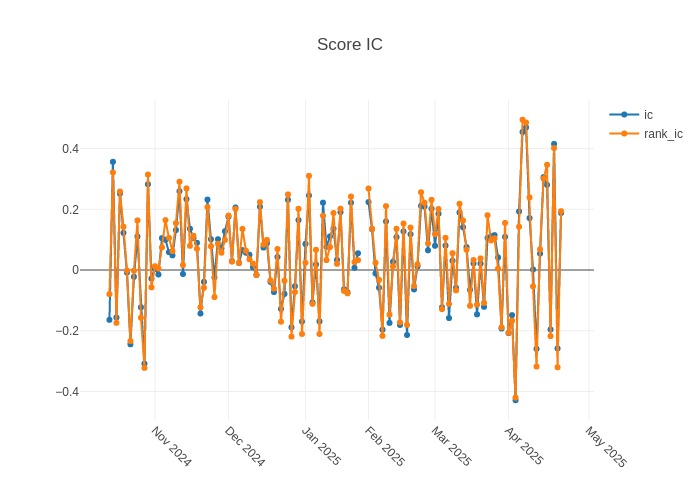 Score IC
ic
rank_ic
0.4
0.2
0
−0.2
−0.4
Nov 2024
Dec 2024
Jan 2025
Feb 2025
Mar 2025
Apr 2025
May 2025